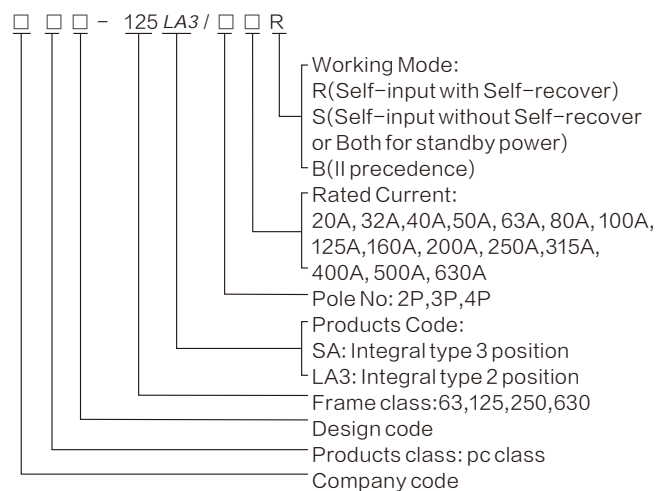 □ □ □ - 125 LA3 / □ □ R
Working Mode:
R(Self-input with Self-recover)
S(Self-input without Self-recover
or Both for standby power)
B(II precedence)
Rated Current:
20A, 32A,40A,50A, 63A, 80A, 100A,
125A,160A, 200A, 250A,315A,
400A, 500A, 630A
Pole No: 2P,3P,4P
Products Code:
SA: Integral type 3 position
LA3: Integral type 2 position
Frame class:63,125,250,630
Design code
Products class: pc class
Company code